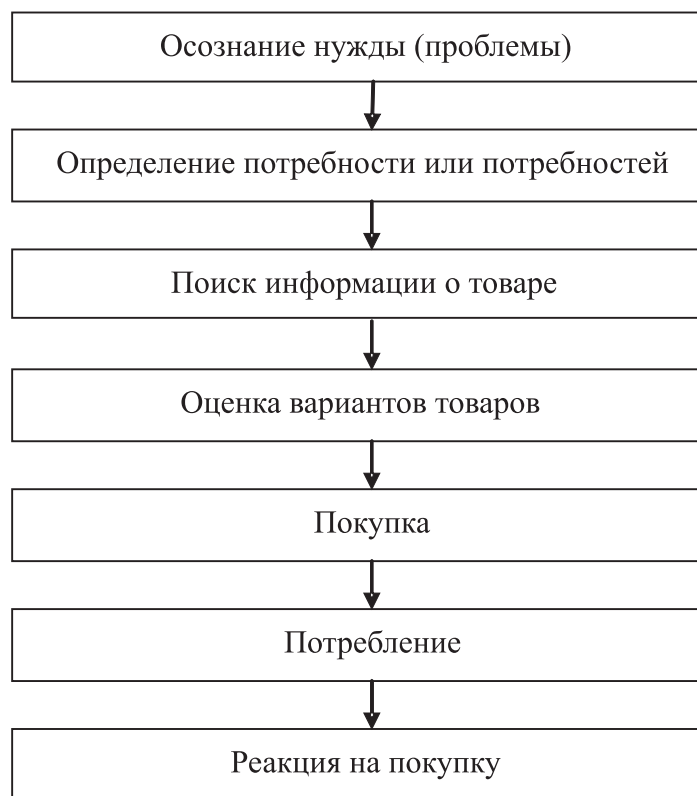 Осознание нужды (проблемы)
Определение потребности или потребностей
Поиск информации о товаре
Оценка вариантов товаров
Покупка
Потребление
Реакция на покупку